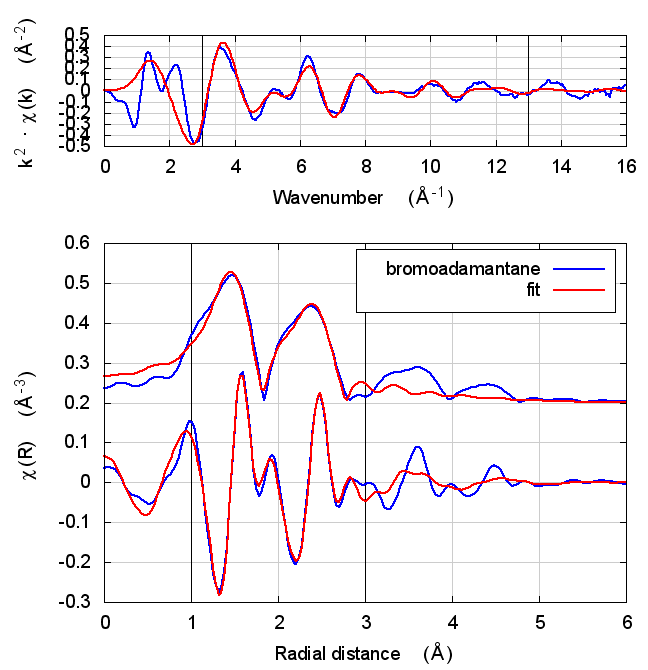 k² · χ(k) (Å⁻²)
0.5
0.4
0.3
0.2
0.1
0
-0.1
-0.2
-0.3
-0.4
-0.5
0 2 4 6 8 10 12 14 16
Wavenumber (Å⁻¹)
χ(R) (Å⁻³)
0.6
0.5
0.4
0.3
0.2
0.1
0
-0.1
-0.2
-0.3
bromoadamantane
fit
0 1 2 3 4 5 6
Radial distance (Å)